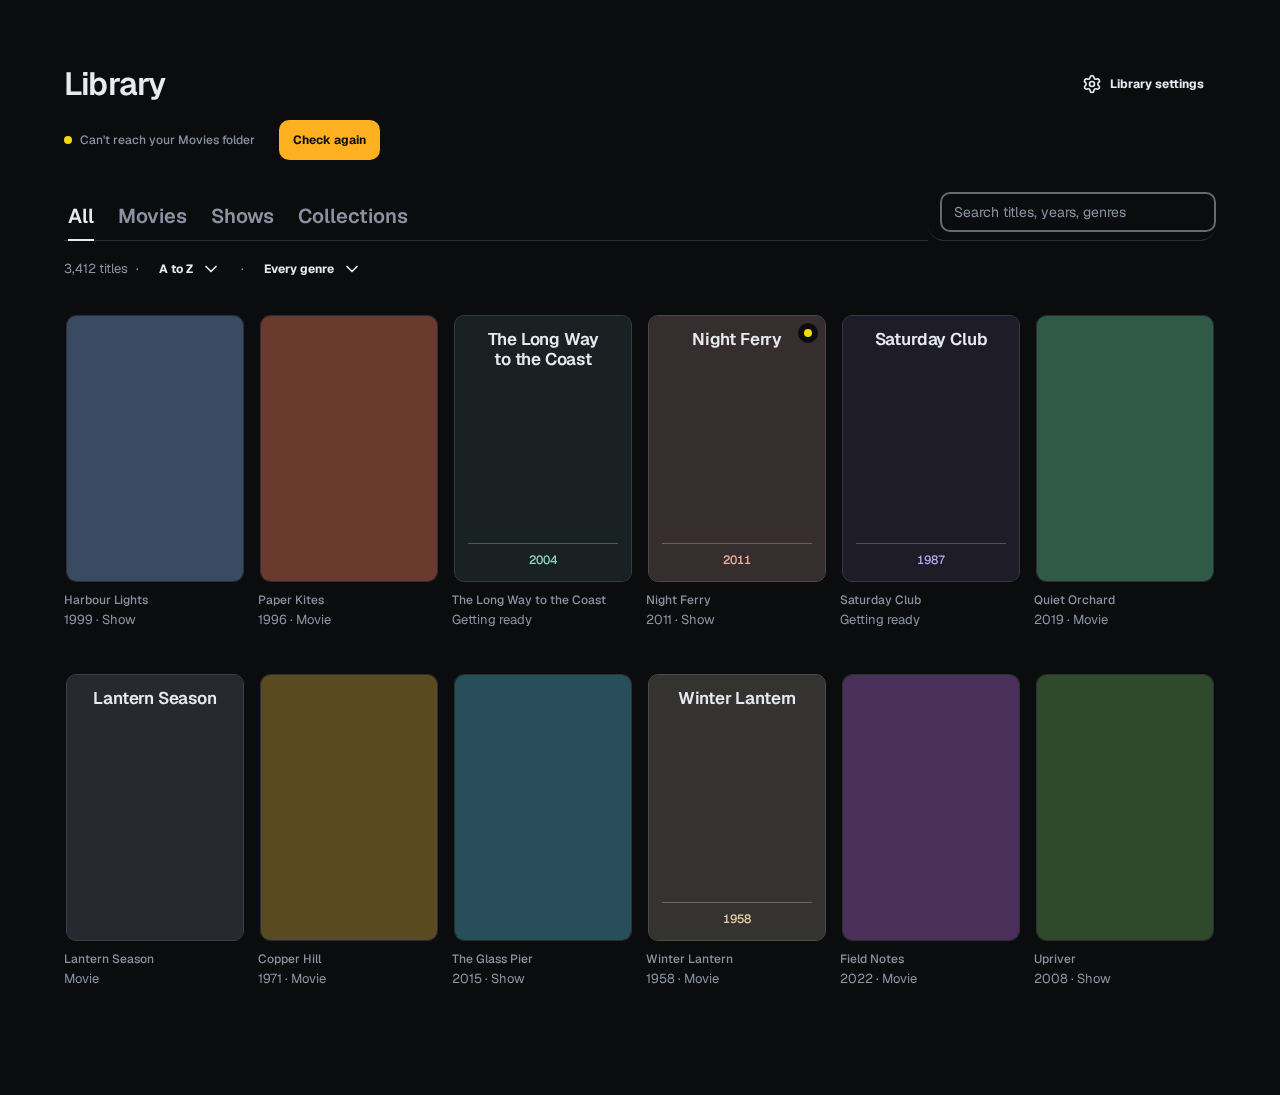 Library
Library settings
Can't reach your Movies folder
Check again
All
Movies
Shows
Collections
Search titles, years, genres
3,412 titles · A to Z · Every genre
The Long Way
to the Coast
2004
Night Ferry
2011
Saturday Club
1987
Harbour Lights
1999 · Show
Paper Kites
1996 · Movie
The Long Way to the Coast
Getting ready
Night Ferry
2011 · Show
Saturday Club
Getting ready
Quiet Orchard
2019 · Movie
Lantern Season
Winter Lantern
1958
Lantern Season
Movie
Copper Hill
1971 · Movie
The Glass Pier
2015 · Show
Winter Lantern
1958 · Movie
Field Notes
2022 · Movie
Upriver
2008 · Show